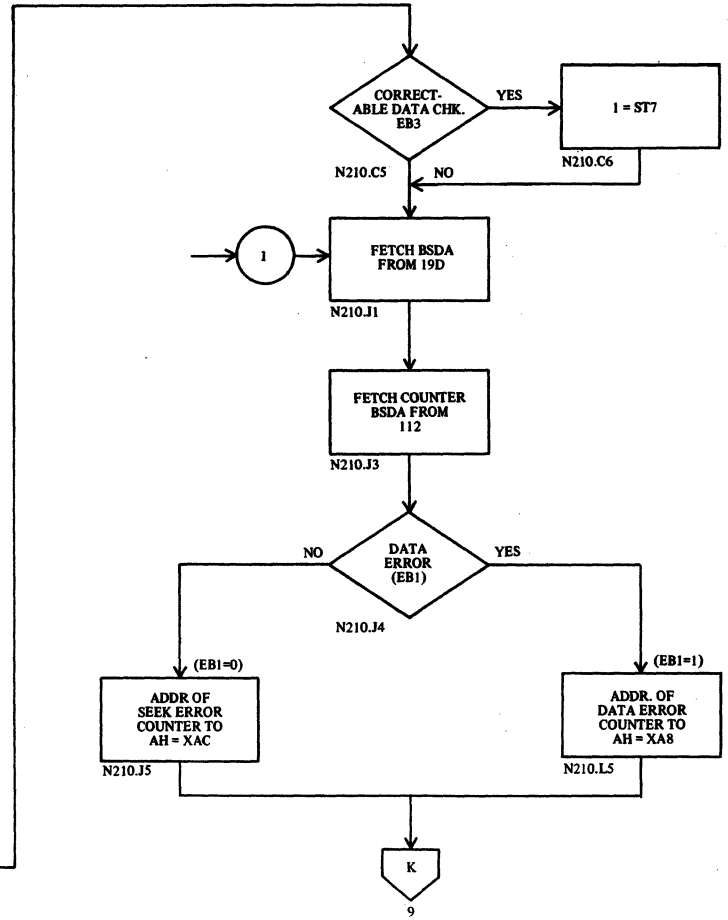 CORRECT-
ABLE DATA CHK.
EB3
YES
1 = ST7
N210.C5
NO
N210.C6
1
FETCH BSDA
FROM 19D
N210.J1
FETCH COUNTER
BSDA FROM
112
N210.J3
NO
DATA
ERROR
(EB1)
YES
N210.J4
(EB1=0)
(EB1=1)
ADDR OF
SEEK ERROR
COUNTER TO
AH = XAC
N210.J5
ADDR. OF
DATA ERROR
COUNTER TO
AH = XA8
N210.L5
K
9